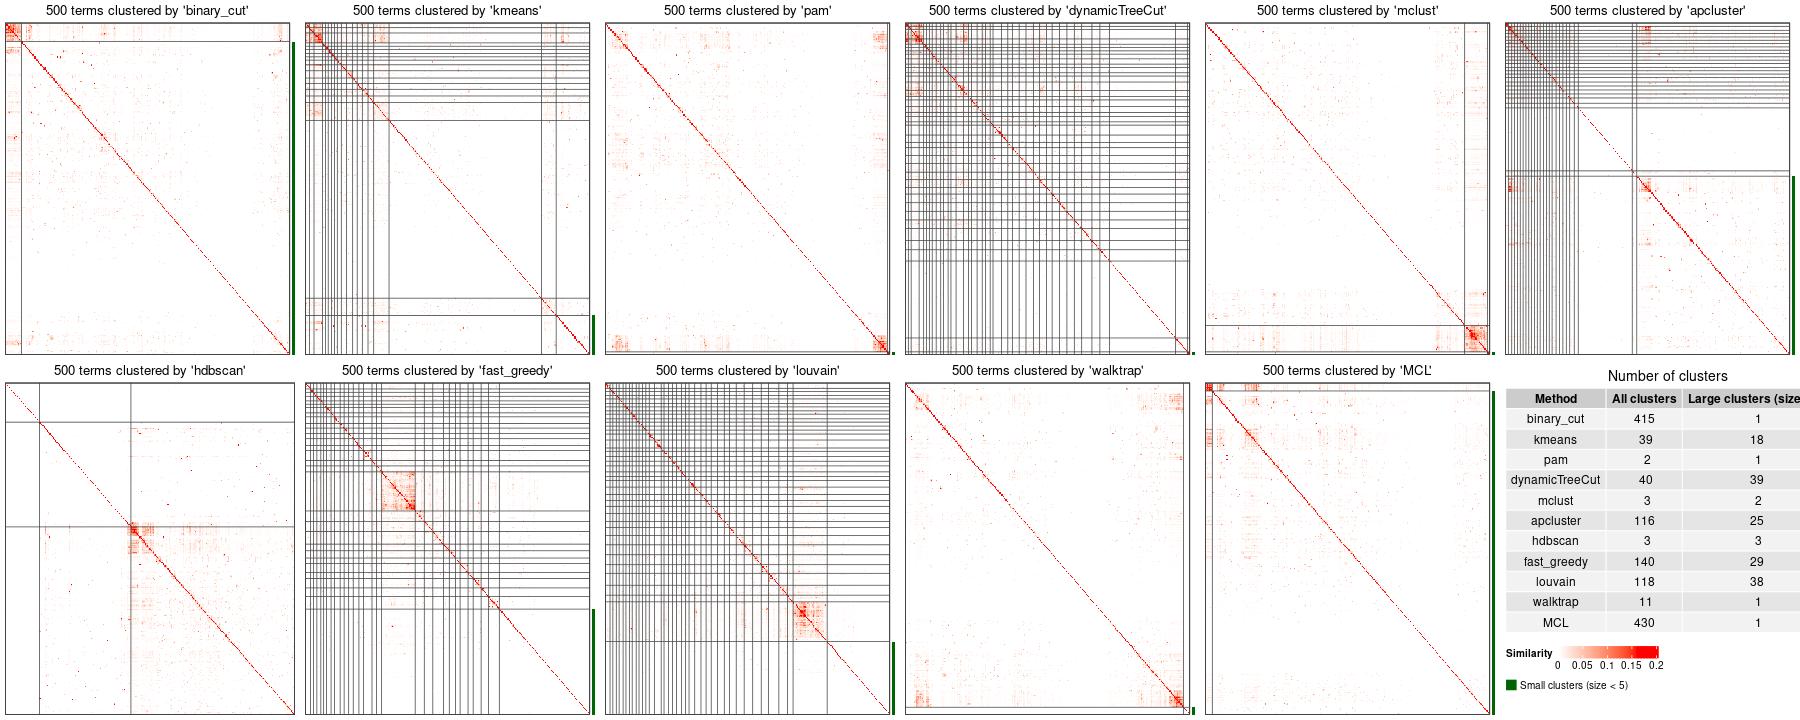 500 terms clustered by 'binary_cut'
500 terms clustered by 'kmeans'
500 terms clustered by 'pam'
500 terms clustered by 'dynamicTreeCut'
500 terms clustered by 'mclust'
500 terms clustered by 'apcluster'
500 terms clustered by 'hdbscan'
500 terms clustered by 'fast_greedy'
500 terms clustered by 'louvain'
500 terms clustered by 'walktrap'
500 terms clustered by 'MCL'
Number of clusters
Method All clusters Large clusters (size
binary_cut 415 1
kmeans 39 18
pam 2 1
dynamicTreeCut 40 39
mclust 3 2
apcluster 116 25
hdbscan 3 3
fast_greedy 140 29
louvain 118 38
walktrap 11 1
MCL 430 1
Similarity
0 0.05 0.1 0.15 0.2
Small clusters (size < 5)